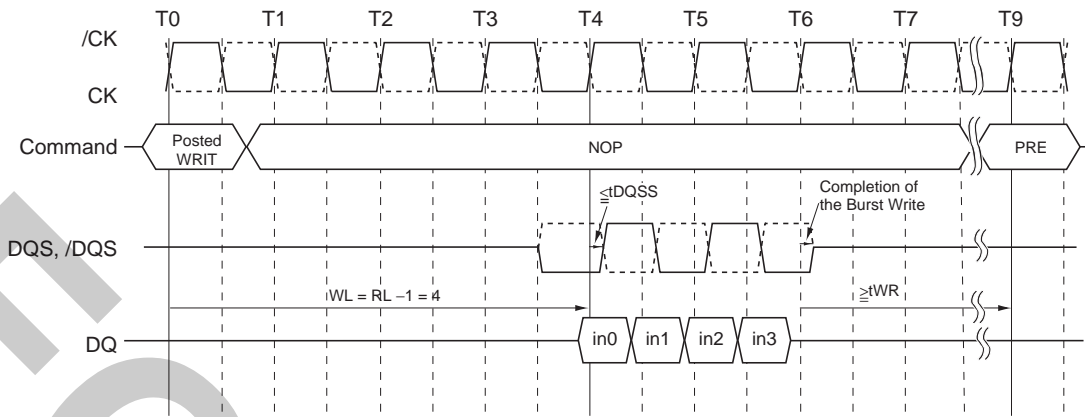 T0 T1 T2 T3 T4 T5 T6 T7 T9
/CK
CK
Command
Posted
WRIT
NOP
PRE
≦tDQSS
Completion of
the Burst Write
DQS, /DQS
WL = RL −1 = 4
≧tWR
DQ
in0 in1 in2 in3